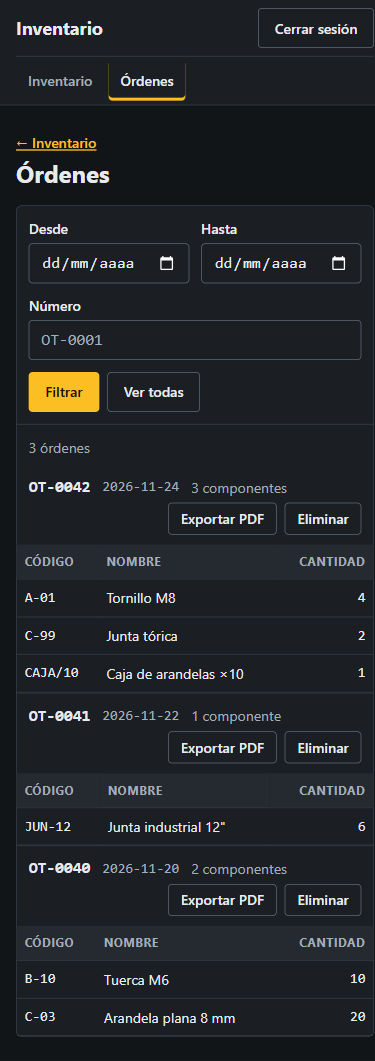 Inventario
Cerrar sesión
Inventario Órdenes
← Inventario
Órdenes
Desde Hasta
dd/mm/aaaa dd/mm/aaaa
Número
OT-0001
Filtrar Ver todas
3 órdenes
OT-0042 2026-11-24 3 componentes
Exportar PDF Eliminar
CÓDIGO NOMBRE CANTIDAD
A-01 Tornillo M8 4
C-99 Junta tórica 2
CAJA/10 Caja de arandelas ×10 1
OT-0041 2026-11-22 1 componente
Exportar PDF Eliminar
CÓDIGO NOMBRE CANTIDAD
JUN-12 Junta industrial 12" 6
OT-0040 2026-11-20 2 componentes
Exportar PDF Eliminar
CÓDIGO NOMBRE CANTIDAD
B-10 Tuerca M6 10
C-03 Arandela plana 8 mm 20